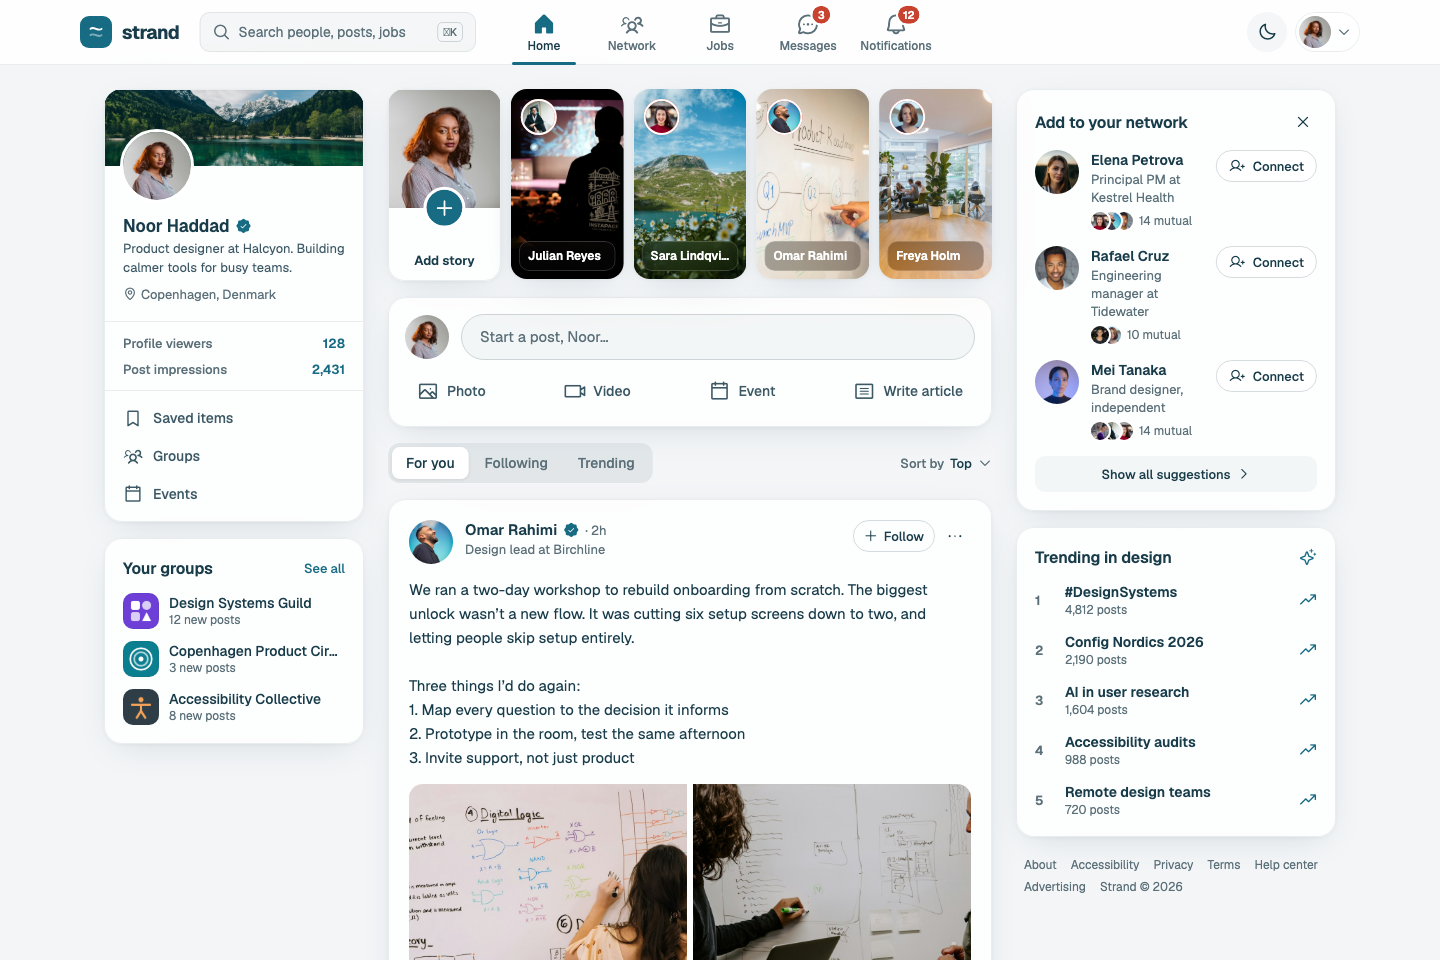 strand
Search people, posts, jobs
K
Home
Network
3
Jobs
Messages
12
Notifications
Noor Haddad
Product designer at Halcyon. Building
calmer tools for busy teams.
Copenhagen, Denmark
Profile viewers 128
Post impressions 2,431
Saved items
Groups
Events
Your groups See all
Design Systems Guild
12 new posts
Copenhagen Product Cir...
3 new posts
Accessibility Collective
8 new posts
Add story
Julian Reyes
Sara Lindqvi...
Product Roadmap
Q1
Q2
Omar Rahimi
Freya Holm
Start a post, Noor...
Photo
Video
Event
Write article
For you
Following
Trending
Sort by Top
Omar Rahimi · 2h
Design lead at Birchline
Follow
We ran a two-day workshop to rebuild onboarding from scratch. The biggest
unlock wasn’t a new flow. It was cutting six setup screens down to two, and
letting people skip setup entirely.
Three things I’d do again:
1. Map every question to the decision it informs
2. Prototype in the room, test the same afternoon
3. Invite support, not just product
Digital logic
Add to your network
Elena Petrova
Principal PM at
Kestrel Health
14 mutual
Connect
Rafael Cruz
Engineering
manager at
Tidewater
10 mutual
Connect
Mei Tanaka
Brand designer,
independent
14 mutual
Connect
Show all suggestions
Trending in design
1 #DesignSystems
4,812 posts
2 Config Nordics 2026
2,190 posts
3 AI in user research
1,604 posts
4 Accessibility audits
988 posts
5 Remote design teams
720 posts
About Accessibility Privacy Terms Help center
Advertising Strand © 2026